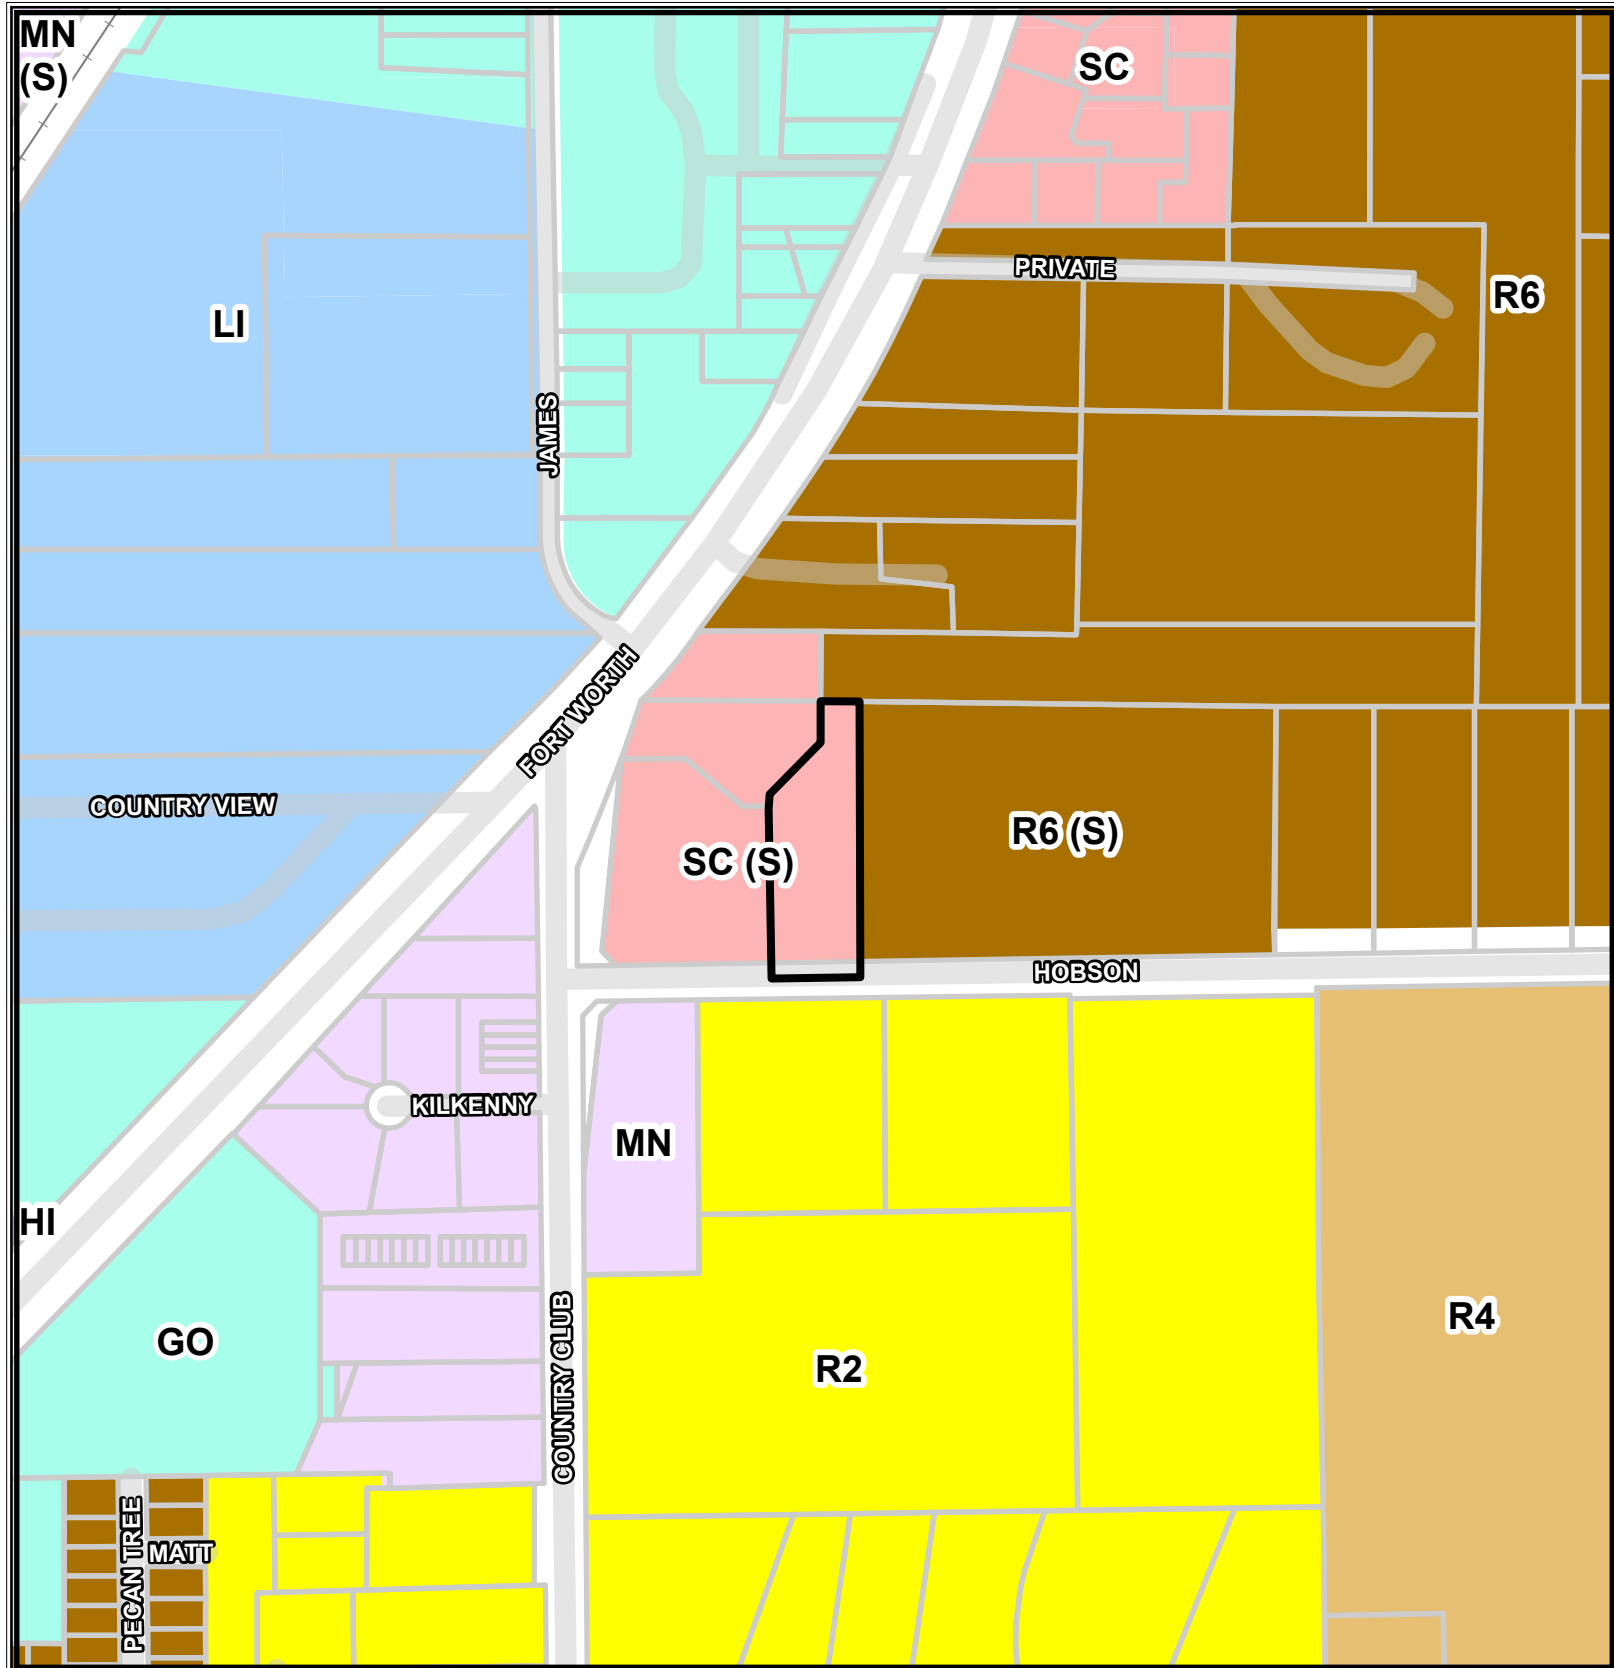 MN
(S)
SC
PRIVATE
R6
LI
JAMES
FORT WORTH
COUNTRY VIEW
SC (S)
R6 (S)
HOBSON
KILKENNY
MN
HI
GO
R4
R2
COUNTRY CLUB
PECAN TREE
MATT